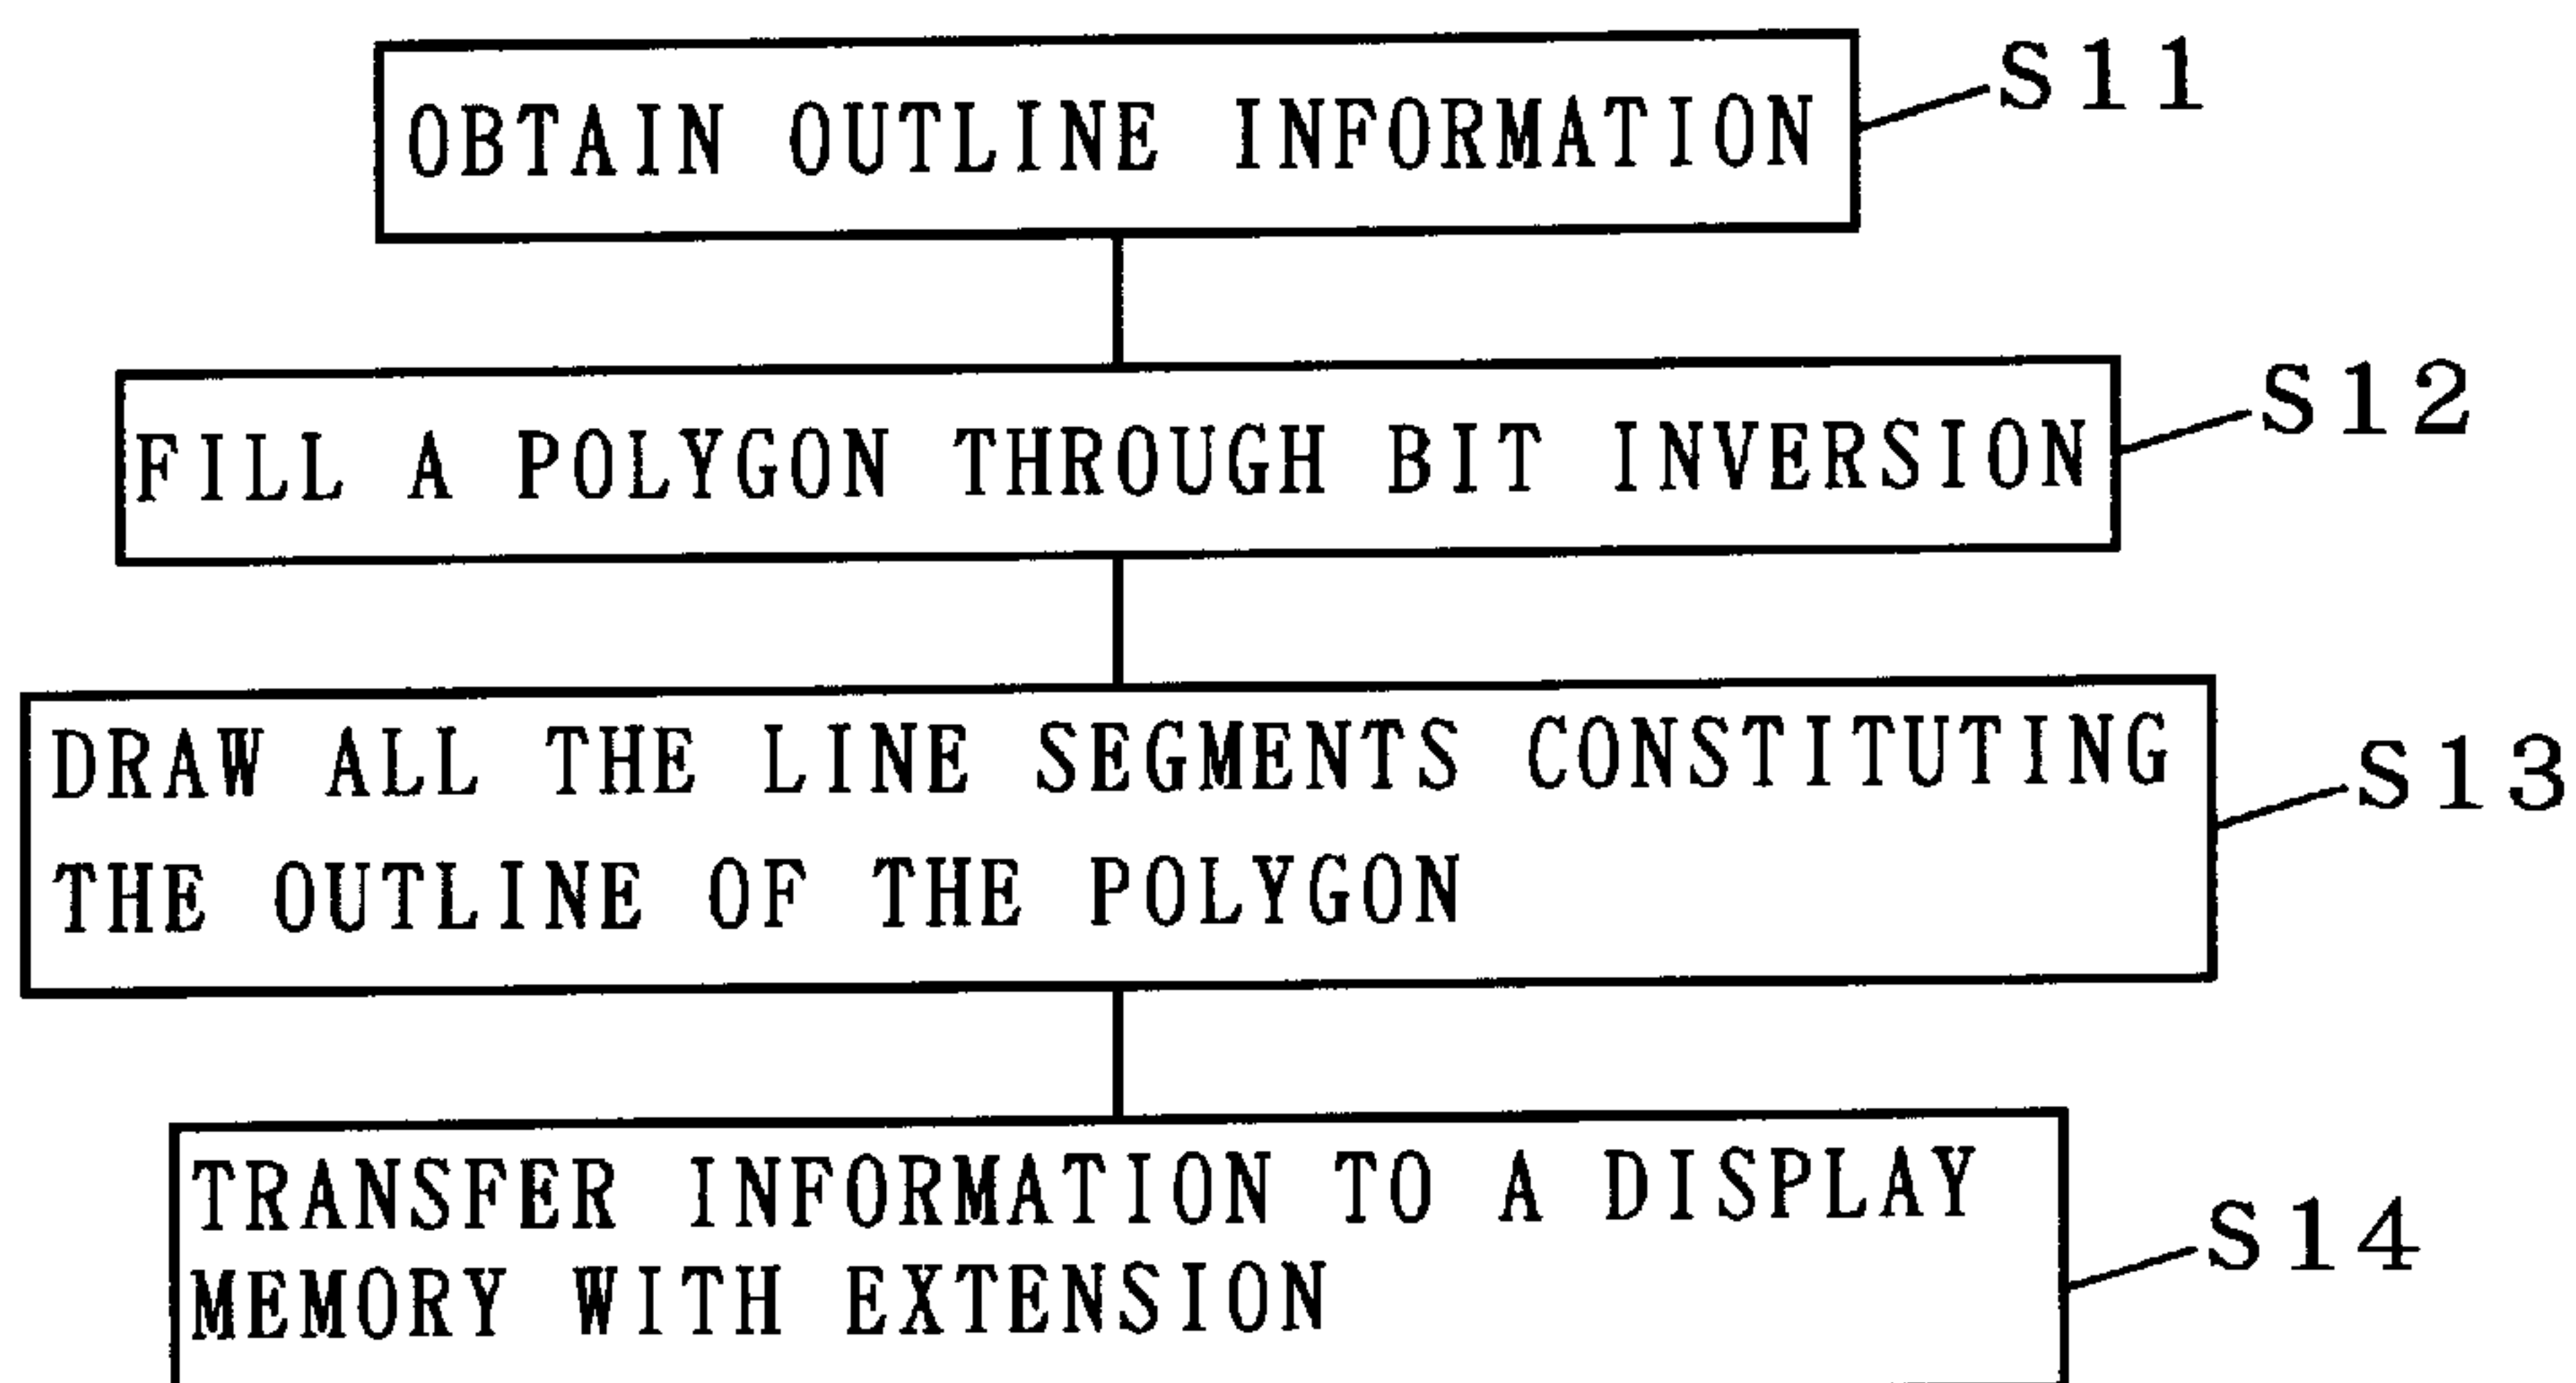 OBTAIN OUTLINE INFORMATION
S11
FILL A POLYGON THROUGH BIT INVERSION
S12
DRAW ALL THE LINE SEGMENTS CONSTITUTING
THE OUTLINE OF THE POLYGON
S13
TRANSFER INFORMATION TO A DISPLAY
MEMORY WITH EXTENSION
S14